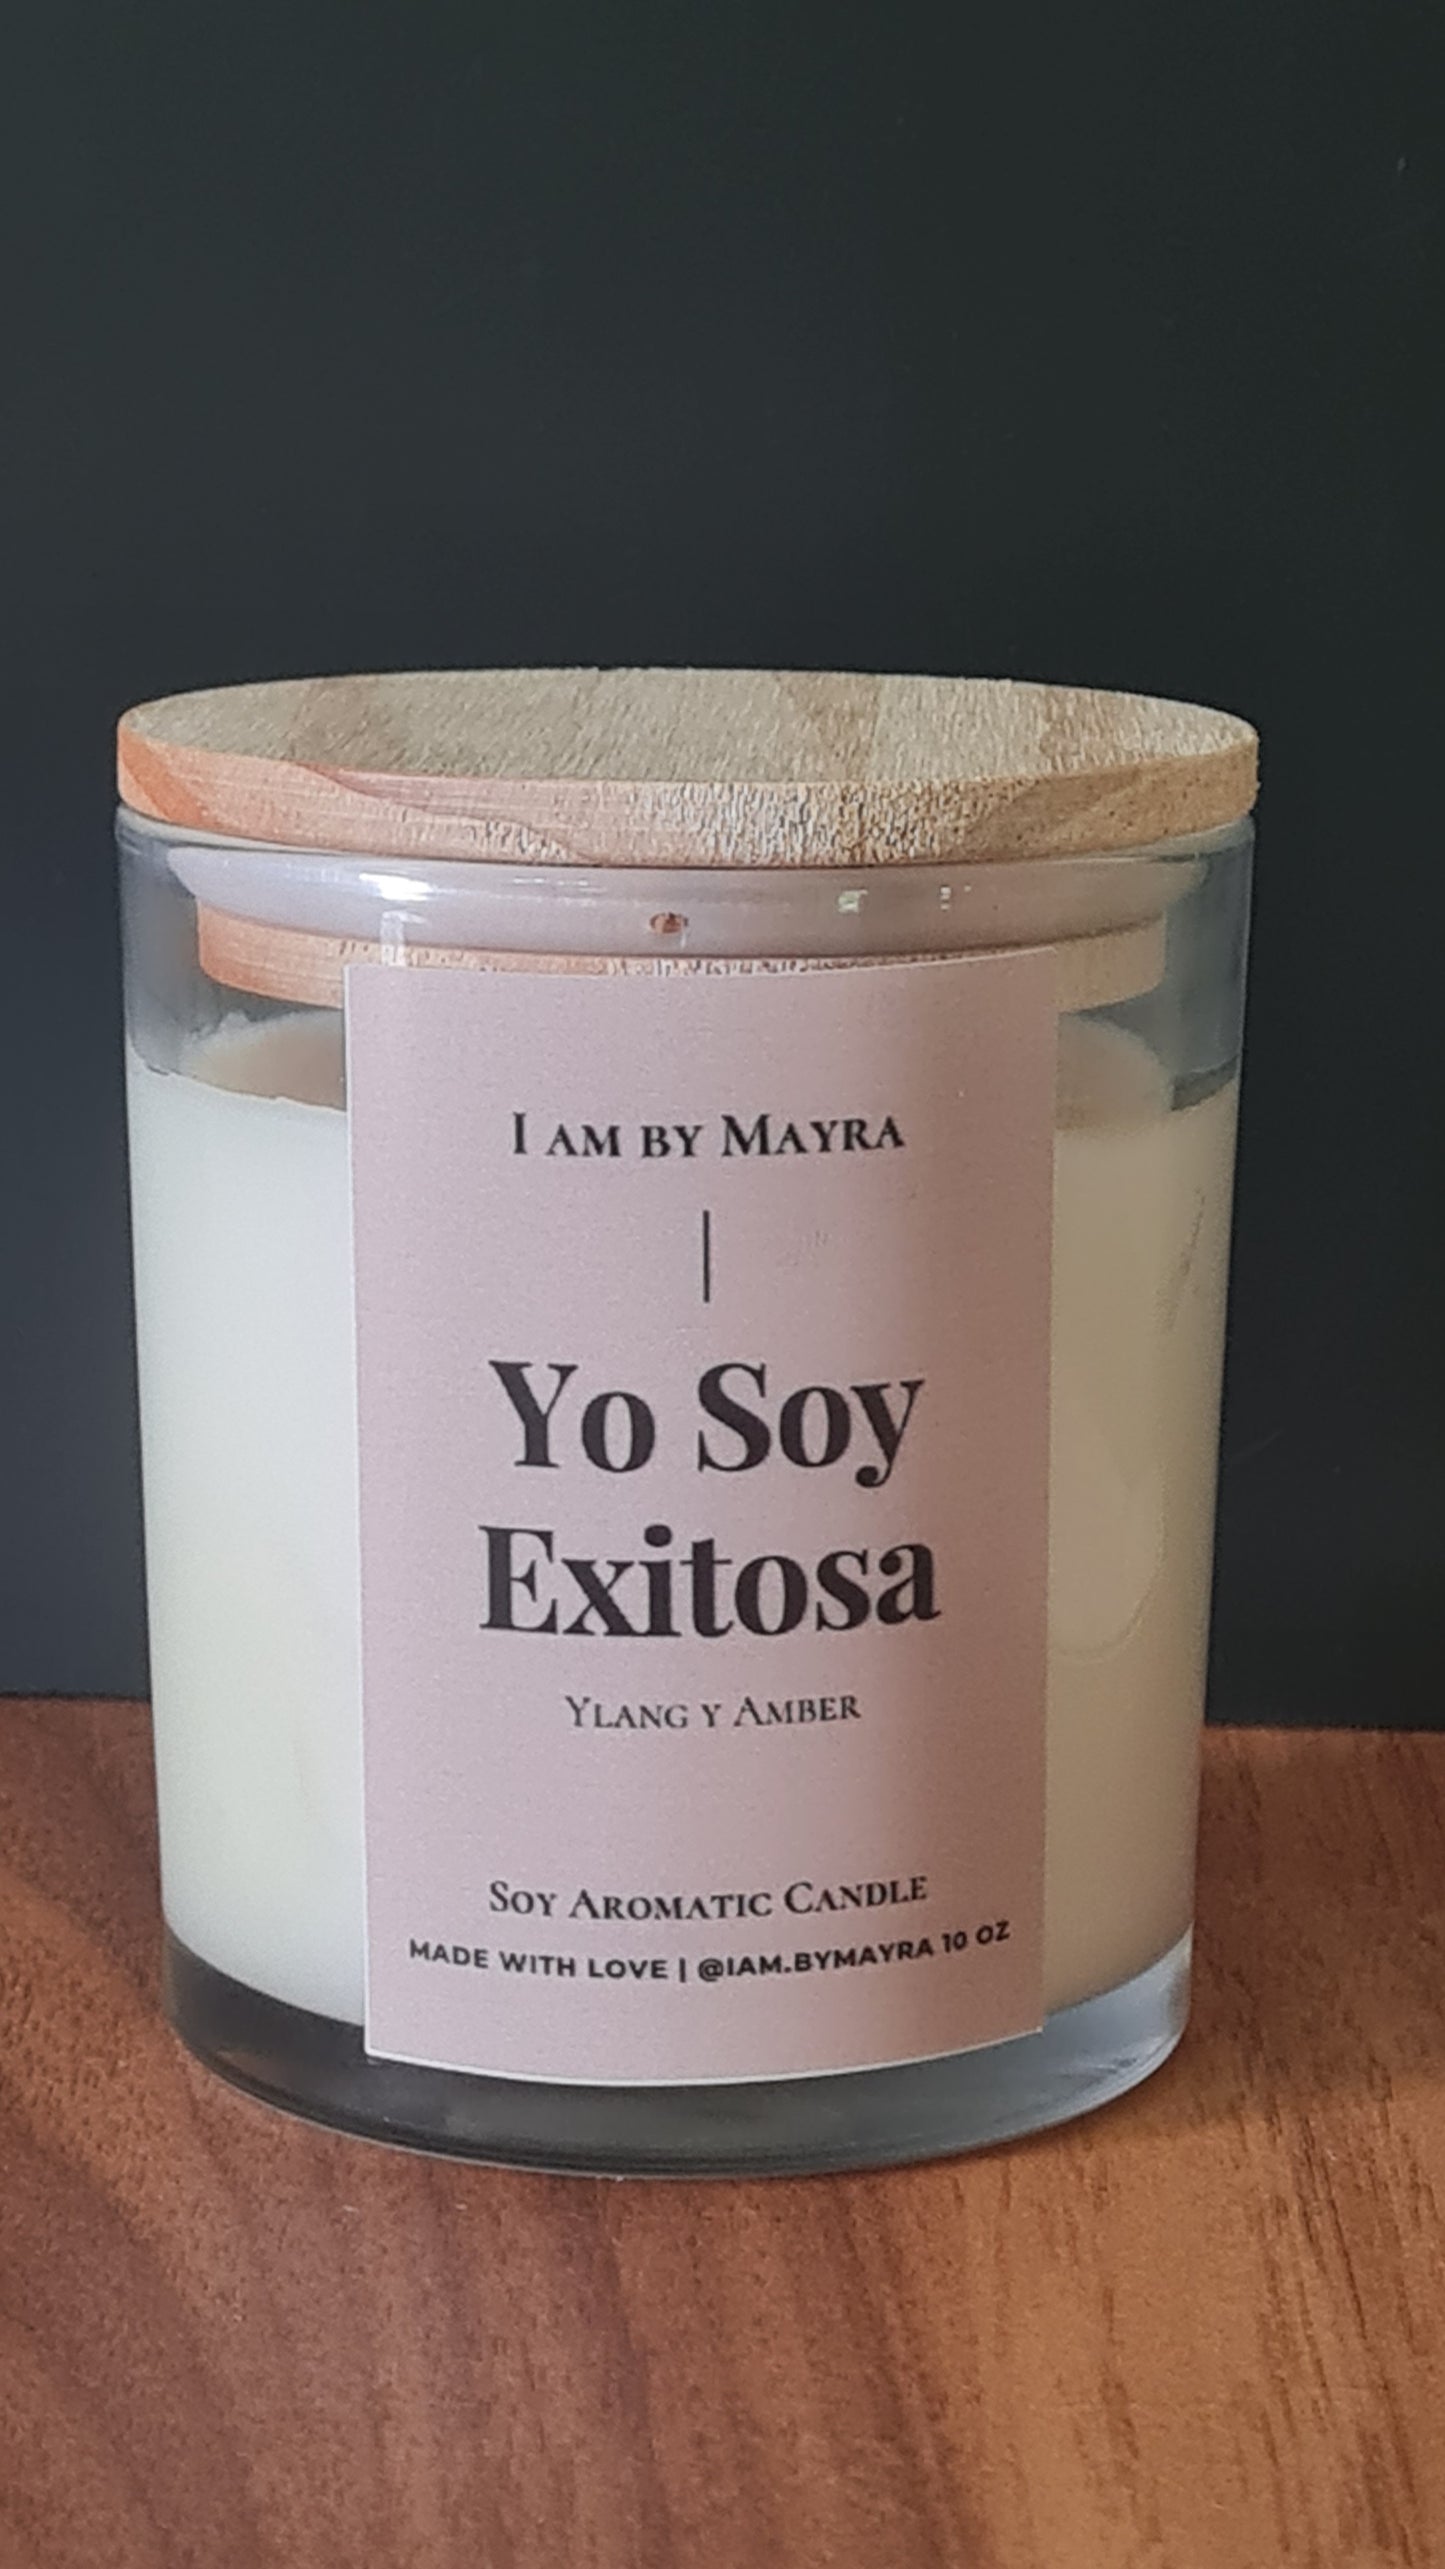 I am by Mayra
Yo Soy
Exitosa
Ylang y Amber
Soy Aromatic Candle
MADE WITH LOVE | @IAM.BYMAYRA 10 OZ